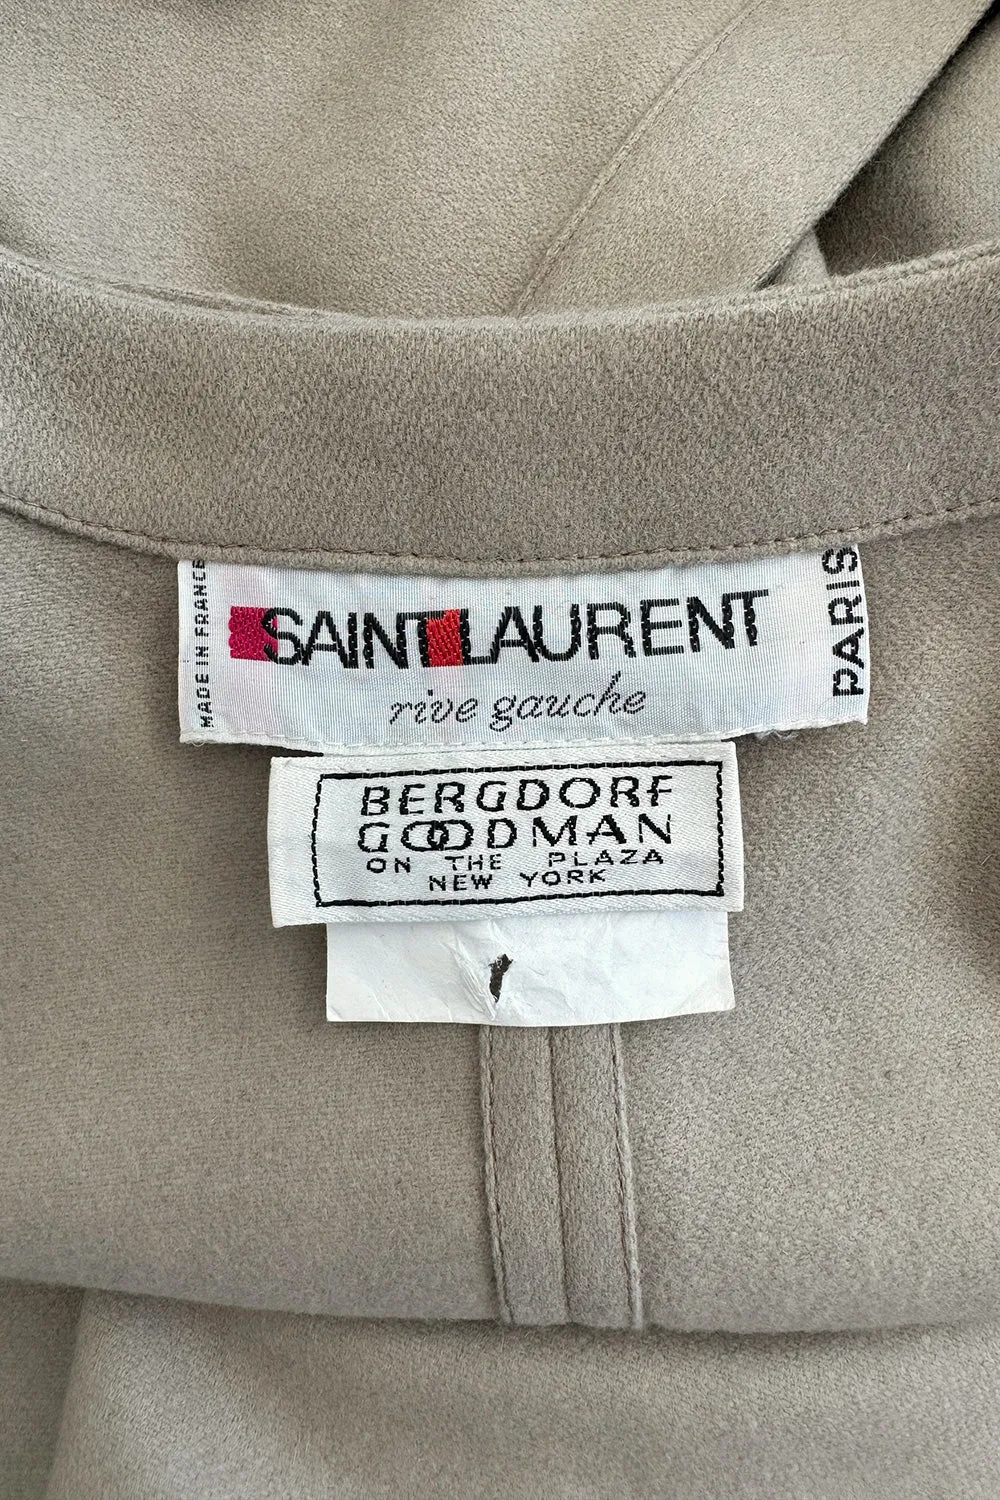 MADE IN FRANCE
SAINT LAURENT
rive gauche
PARIS
BERGDORF
GOODMAN
ON THE PLAZA
NEW YORK